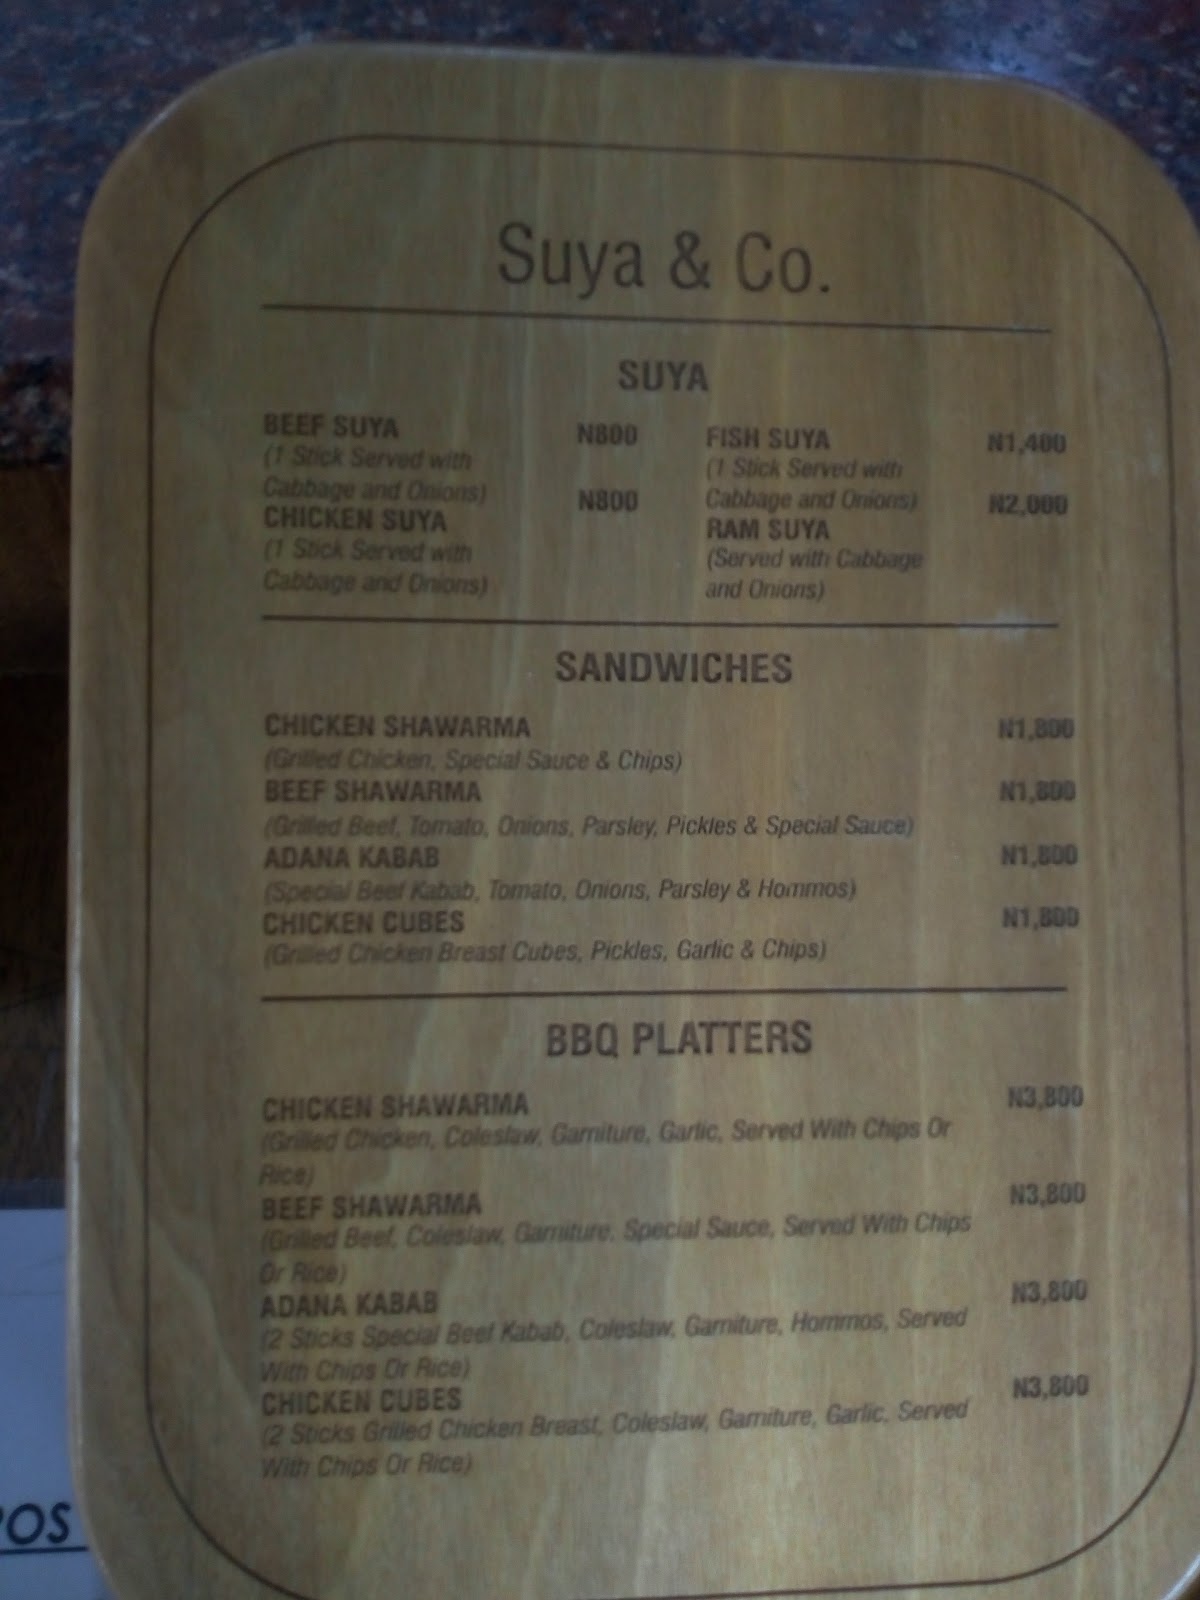 Suya & Co.
SUYA
BEEF SUYA N800
(1 Stick Served with
Cabbage and Onions)
CHICKEN SUYA N800
(1 Stick Served with
Cabbage and Onions)
FISH SUYA N1,400
(1 Stick Served with
Cabbage and Onions)
RAM SUYA N2,000
(Served with Cabbage
and Onions)
SANDWICHES
CHICKEN SHAWARMA N1,800
(Grilled Chicken, Special Sauce & Chips)
BEEF SHAWARMA N1,800
(Grilled Beef, Tomato, Onions, Parsley, Pickles & Special Sauce)
ADANA KABAB N1,800
(Special Beef Kabab, Tomato, Onions, Parsley & Hommos)
CHICKEN CUBES N1,800
(Grilled Chicken Breast Cubes, Pickles, Garlic & Chips)
BBQ PLATTERS
CHICKEN SHAWARMA N3,800
(Grilled Chicken, Coleslaw, Garniture, Garlic, Served With Chips Or
Rice)
BEEF SHAWARMA N3,800
(Grilled Beef, Coleslaw, Garniture, Special Sauce, Served With Chips
Or Rice)
ADANA KABAB N3,800
(2 Sticks Special Beef Kabab, Coleslaw, Garniture, Hommos, Served
With Chips Or Rice)
CHICKEN CUBES N3,800
(2 Sticks Grilled Chicken Breast, Coleslaw, Garniture, Garlic, Served
With Chips Or Rice)
POS